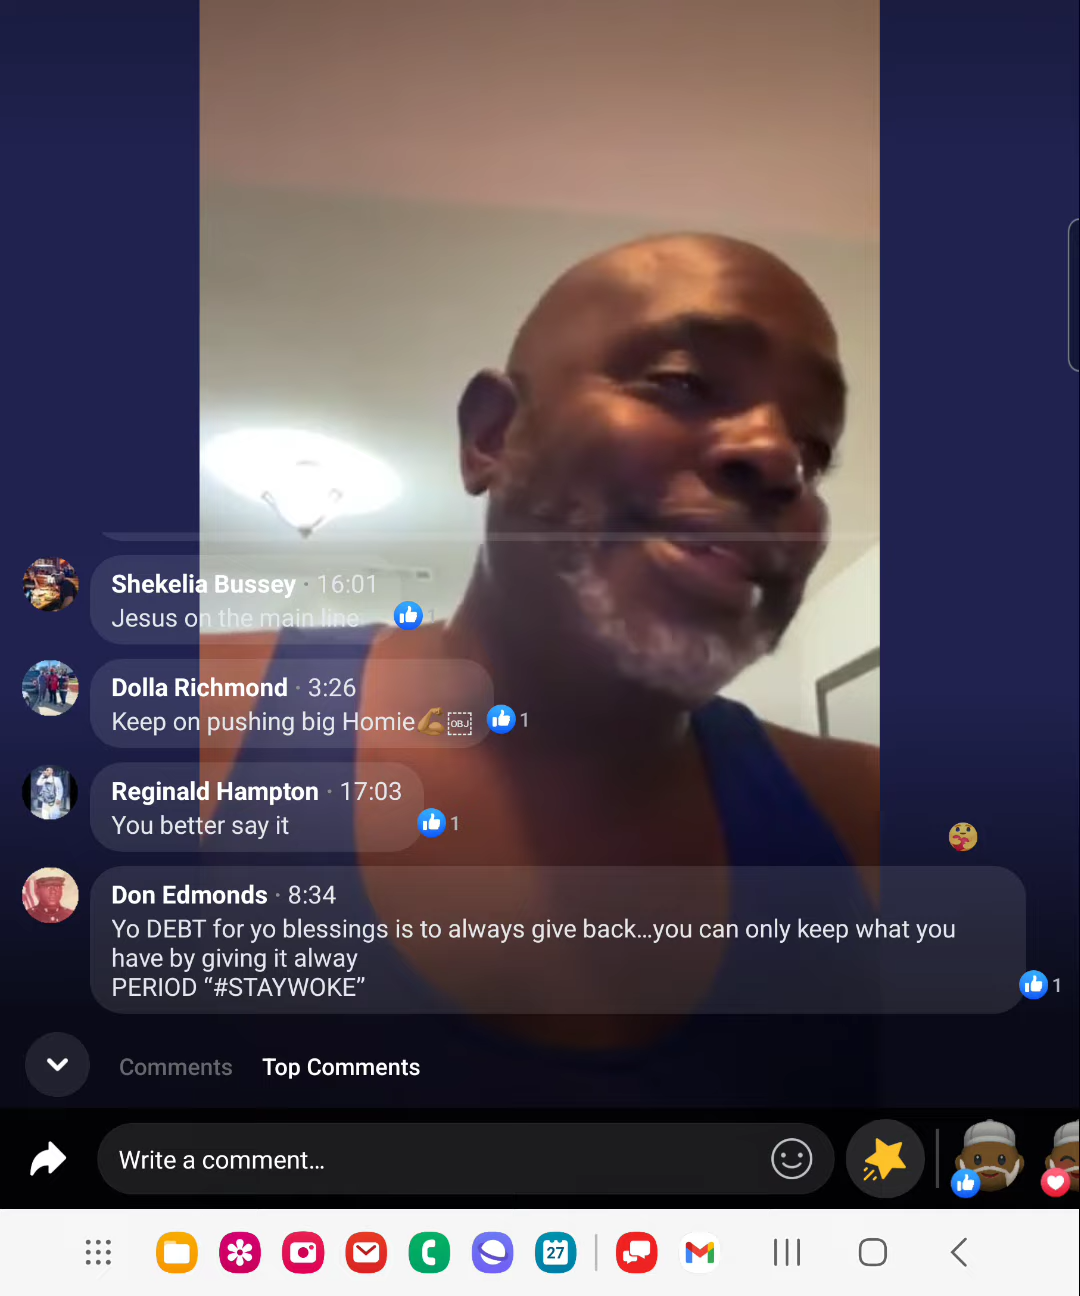 Shekelia Bussey · 16:01
Jesus on the main line
1
Dolla Richmond · 3:26
Keep on pushing big Homie💪 OBJ
1
Reginald Hampton · 17:03
You better say it
1
Don Edmonds · 8:34
Yo DEBT for yo blessings is to always give back...you can only keep what you
have by giving it alway
PERIOD “#STAYWOKE”
1
Comments Top Comments
Write a comment...
27